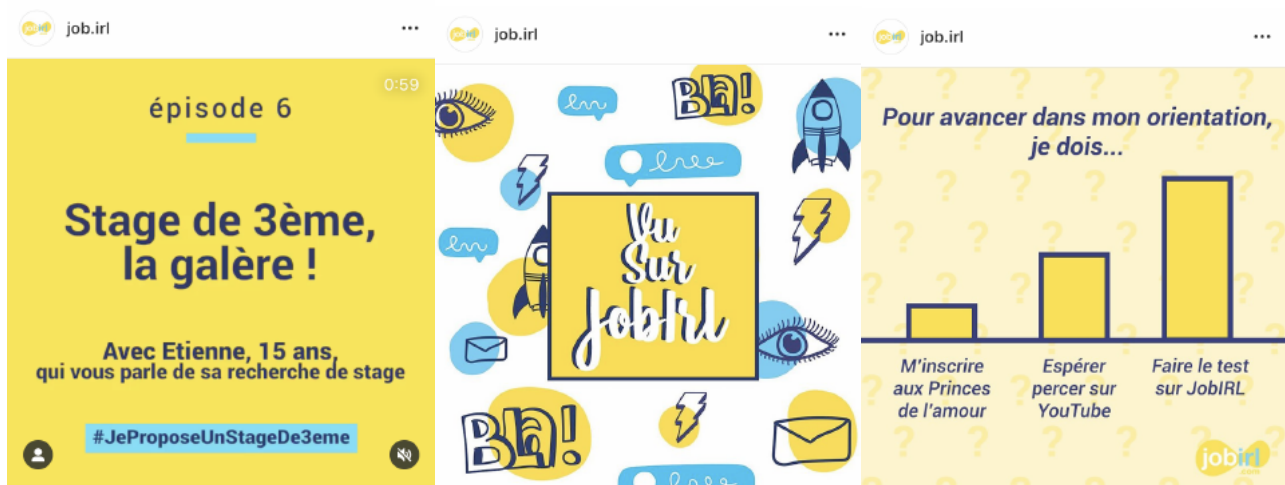 job.irl
0:59
épisode 6
Stage de 3ème,
la galère !
Avec Etienne, 15 ans,
qui vous parle de sa recherche de stage
#JeProposeUnStageDe3eme
job.irl
BLA!
Vu
Sur
JobIrl
BLA!
job.irl
Pour avancer dans mon orientation,
je dois...
M'inscrire
aux Princes
de l'amour
Espérer
percer sur
YouTube
Faire le test
sur JobIRL
jobirl
.com